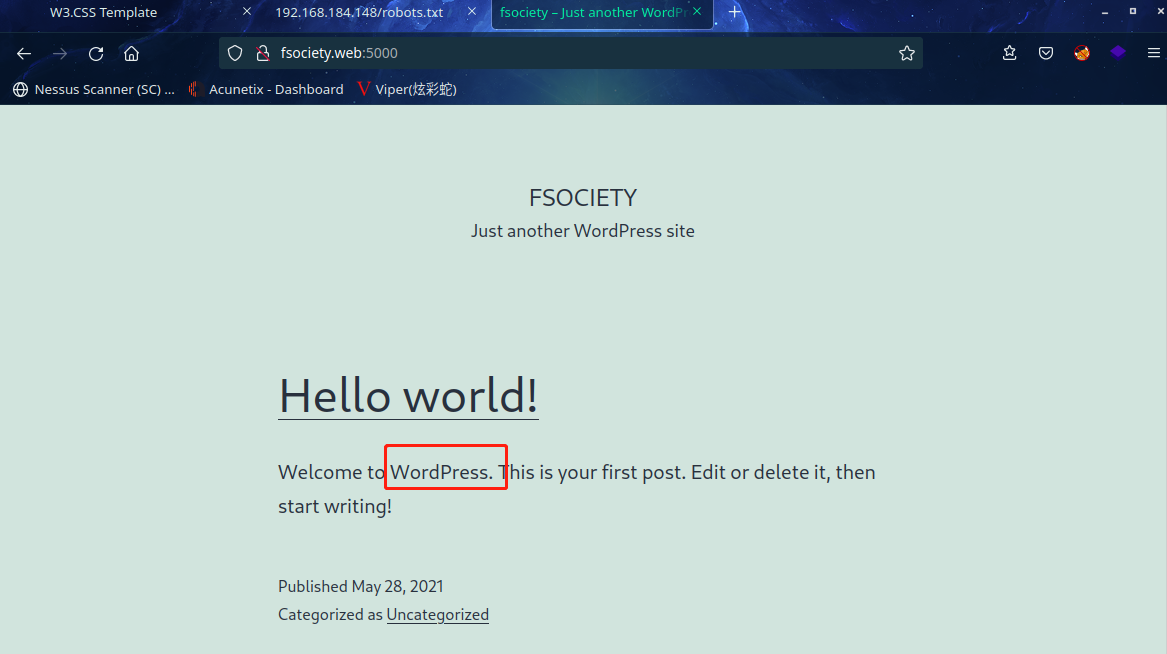 W3.CSS Template
192.168.184.148/robots.txt
fsociety – Just another WordPr
fsociety.web:5000
Nessus Scanner (SC) ...
Acunetix - Dashboard
Viper(炫彩蛇)
FSOCIETY
Just another WordPress site
Hello world!
Welcome to WordPress. This is your first post. Edit or delete it, then
start writing!
Published May 28, 2021
Categorized as Uncategorized